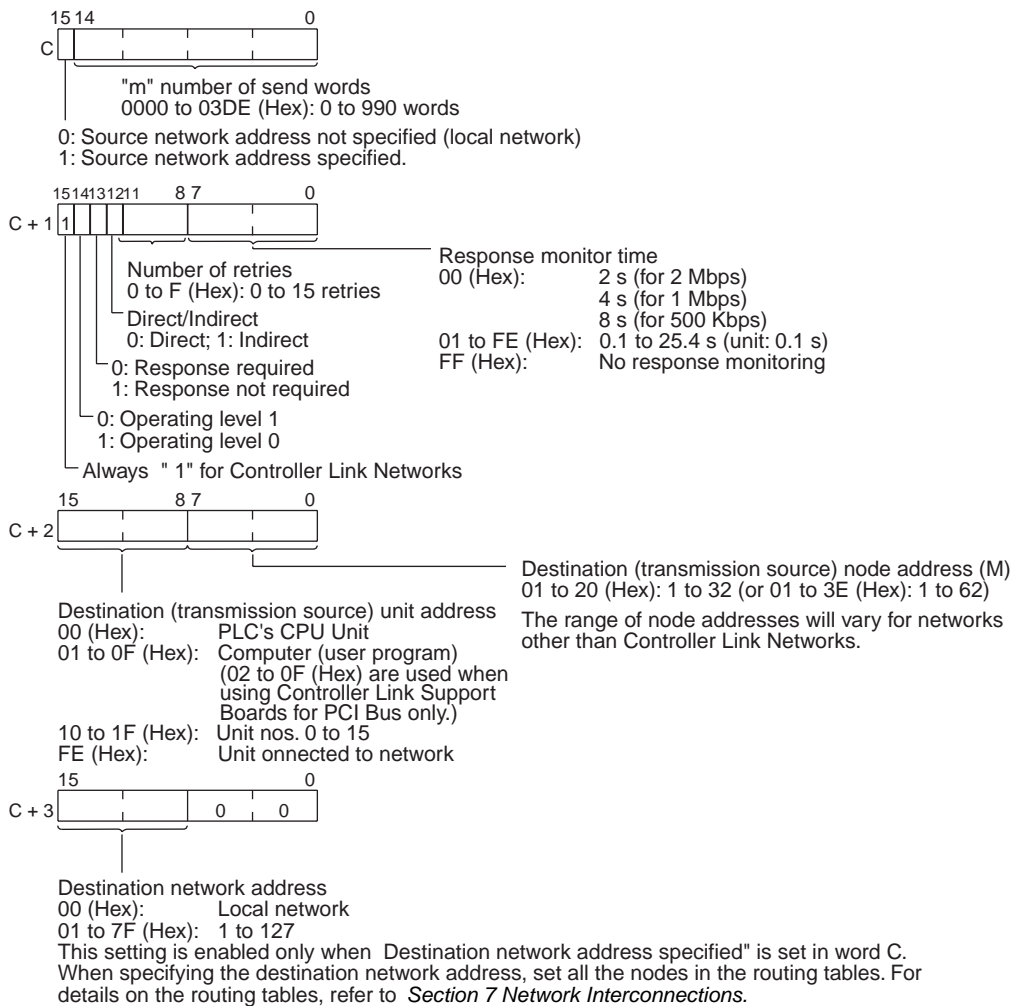 15 14 0
C
"m" number of send words
0000 to 03DE (Hex): 0 to 990 words
0: Source network address not specified (local network)
1: Source network address specified.
15141312 11 8 7 0
C + 1 1
Response monitor time
00 (Hex): 2 s (for 2 Mbps)
4 s (for 1 Mbps)
8 s (for 500 Kbps)
01 to FE (Hex): 0.1 to 25.4 s (unit: 0.1 s)
FF (Hex): No response monitoring
Number of retries
0 to F (Hex): 0 to 15 retries
Direct/Indirect
0: Direct; 1: Indirect
0: Response required
1: Response not required
0: Operating level 1
1: Operating level 0
Always " 1" for Controller Link Networks
15 8 7 0
C + 2
Destination (transmission source) node address (M)
01 to 20 (Hex): 1 to 32 (or 01 to 3E (Hex): 1 to 62)
The range of node addresses will vary for networks
other than Controller Link Networks.
Destination (transmission source) unit address
00 (Hex): PLC's CPU Unit
01 to 0F (Hex): Computer (user program)
(02 to 0F (Hex) are used when
using Controller Link Support
Boards for PCI Bus only.)
10 to 1F (Hex): Unit nos. 0 to 15
FE (Hex): Unit onnected to network
15 0
C + 3 0 0
Destination network address
00 (Hex): Local network
01 to 7F (Hex): 1 to 127
This setting is enabled only when Destination network address specified" is set in word C.
When specifying the destination network address, set all the nodes in the routing tables. For
details on the routing tables, refer to Section 7 Network Interconnections.